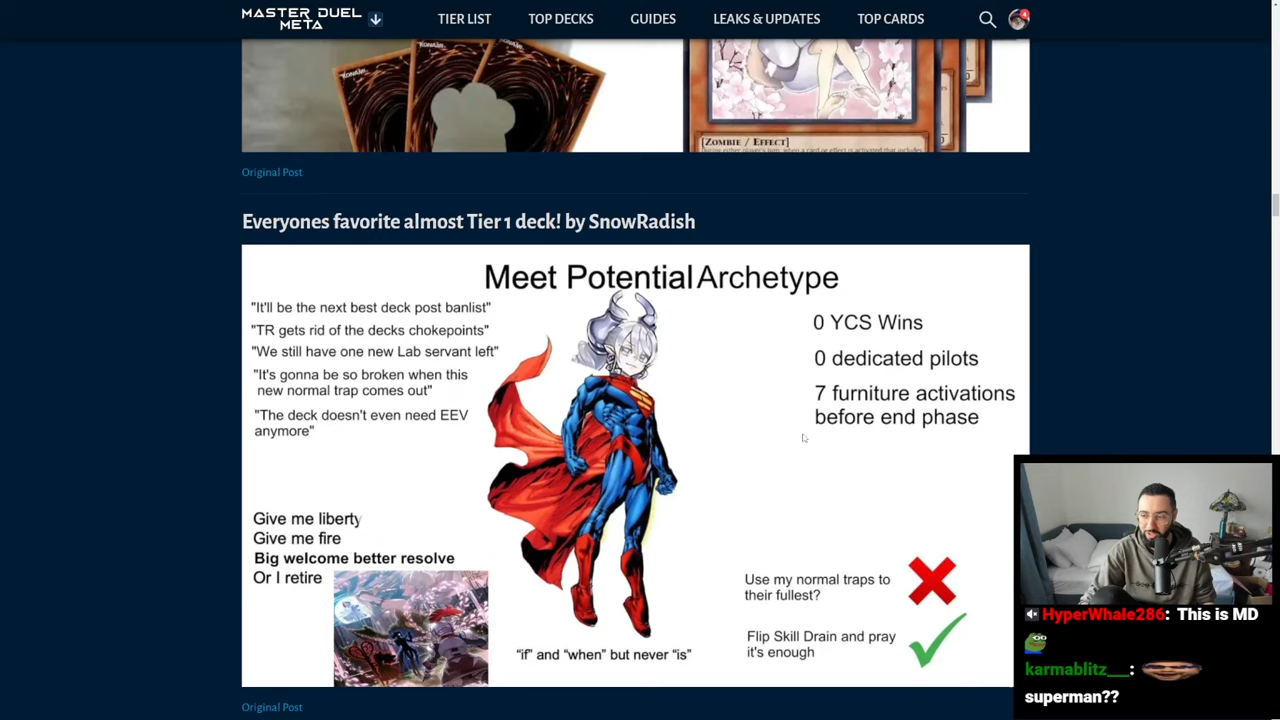 MASTER DUEL
META
TIER LIST
TOP DECKS
GUIDES
LEAKS & UPDATES
TOP CARDS
4
KONAMI
KONAMI
KONAMI
[ZOMBIE / EFFECT]
Original Post
Everyones favorite almost Tier 1 deck! by SnowRadish
Meet Potential Archetype
"It'll be the next best deck post banlist"
"TR gets rid of the decks chokepoints"
"We still have one new Lab servant left"
"It's gonna be so broken when this
new normal trap comes out"
"The deck doesn't even need EEV
anymore"
0 YCS Wins
0 dedicated pilots
7 furniture activations
before end phase
Give me liberty
Give me fire
Big welcome better resolve
Or I retire
"if" and "when" but never "is"
Use my normal traps to
their fullest?
Flip Skill Drain and pray
it's enough
Original Post
HyperWhale286: This is MD
karmablitz__:
superman??